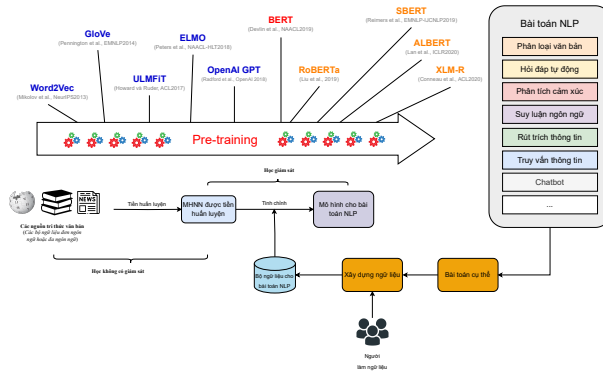 GloVe
(Pennington et al., EMNLP2014)
ELMO
(Peters et al., NAACL-HLT2018)
BERT
(Devlin et al., NAACL2019)
SBERT
(Reimers et al., EMNLP-IJCNLP2019)
Word2Vec
(Mikolov et al., NeurIPS2013)
ULMFiT
(Howard và Ruder, ACL2017)
OpenAI GPT
(Radford et al., OpenAI 2018)
RoBERTa
(Liu et al., 2019)
ALBERT
(Lan et al., ICLR2020)
XLM-R
(Conneau et al., ACL2020)
Pre-training
Bài toán NLP
Phân loại văn bản
Hỏi đáp tự động
Phân tích cảm xúc
Suy luận ngôn ngữ
Rút trích thông tin
Truy vấn thông tin
Chatbot
...
Học giám sát
NEWS
Tiền huấn luyện
MHNN được tiền
huấn luyện
Tinh chỉnh
Mô hình cho bài
toán NLP
Các nguồn tri thức văn bản
(Các bộ ngữ liệu đơn ngôn
ngữ hoặc đa ngôn ngữ)
Học không có giám sát
Bộ ngữ liệu cho
bài toán NLP
Xây dựng ngữ liệu
Bài toán cụ thể
Người
làm ngữ liệu